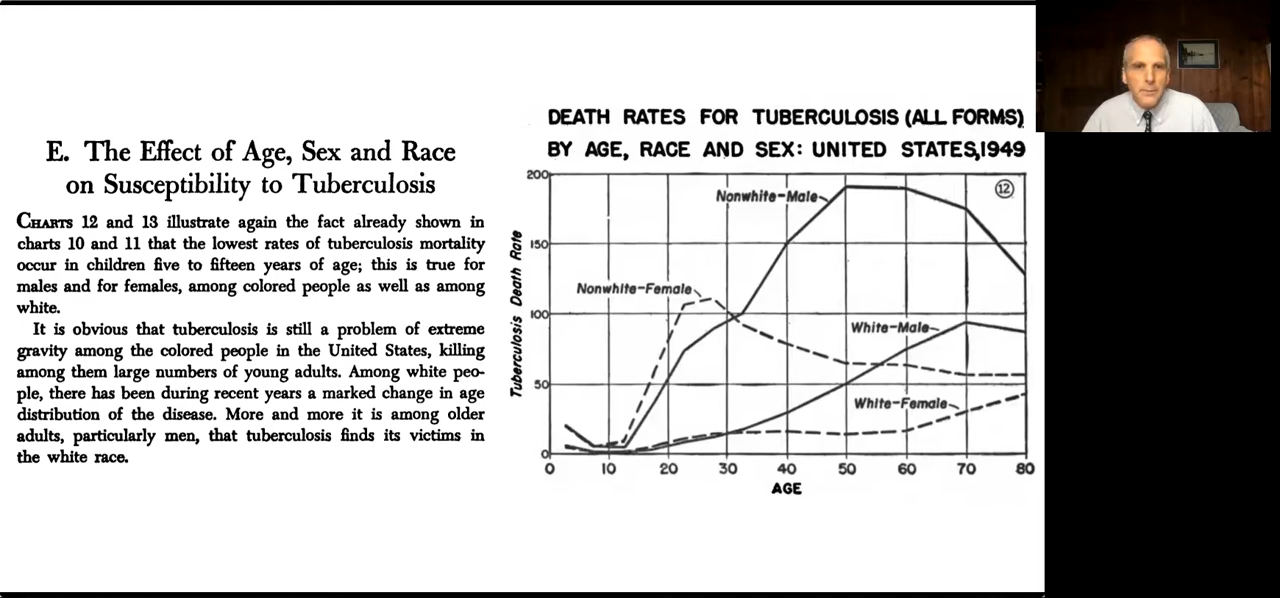 E. The Effect of Age, Sex and Race
on Susceptibility to Tuberculosis
CHARTS 12 and 13 illustrate again the fact already shown in
charts 10 and 11 that the lowest rates of tuberculosis mortality
occur in children five to fifteen years of age; this is true for
males and for females, among colored people as well as among
white.
It is obvious that tuberculosis is still a problem of extreme
gravity among the colored people in the United States, killing
among them large numbers of young adults. Among white peo-
ple, there has been during recent years a marked change in age
distribution of the disease. More and more it is among older
adults, particularly men, that tuberculosis finds its victims in
the white race.
DEATH RATES FOR TUBERCULOSIS (ALL FORMS)
BY AGE, RACE AND SEX: UNITED STATES, 1949
12
Tuberculosis Death Rate
200
150
100
50
0
Nonwhite-Male
Nonwhite-Female
White-Male
White-Female
0 10 20 30 40 50 60 70 80
AGE